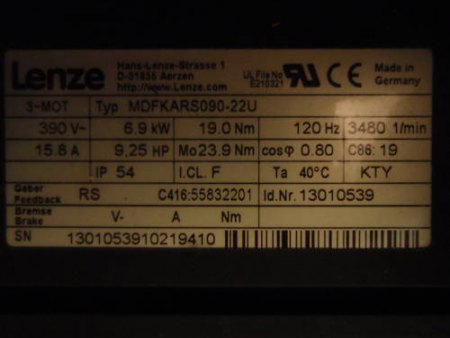 Lenze
Hans-Lenze-Strasse 1
D-31855 Aerzen
http://www.Lenze.com
UL File No
E210321
Made in
Germany
3~MOT Typ MDFKARS090-22U
390 V~ 6.9 kW 19.0 Nm 120 Hz 3480 1/min
15.8 A 9,25 HP Mo 23.9 Nm cosφ 0.80 C86: 19
IP 54 I.CL. F Ta 40°C KTY
Geber
Feedback RS C416:55832201 Id.Nr. 13010539
Bremse
Brake V- A Nm
SN 1301053910219410